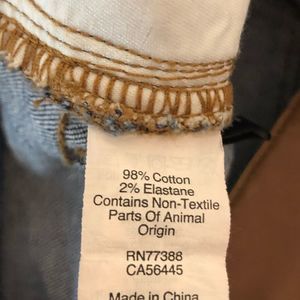 98% Cotton
2% Elastane
Contains Non-Textile
Parts Of Animal
Origin
RN77388
CA56445
Made in China